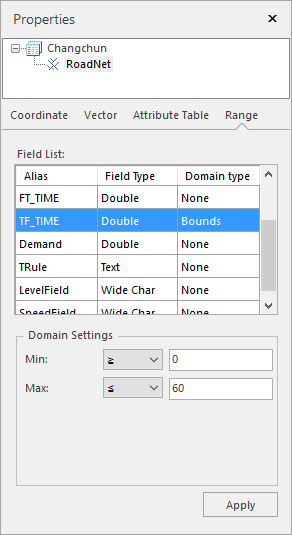 Properties
Changchun
RoadNet
Coordinate Vector Attribute Table Range
Field List:
Alias Field Type Domain type
FT_TIME Double None
TF_TIME Double Bounds
Demand Double None
TRule Text None
LevelField Wide Char None
SpeedField Wide Char None
Domain Settings
Min: ≥ 0
Max: ≤ 60
Apply